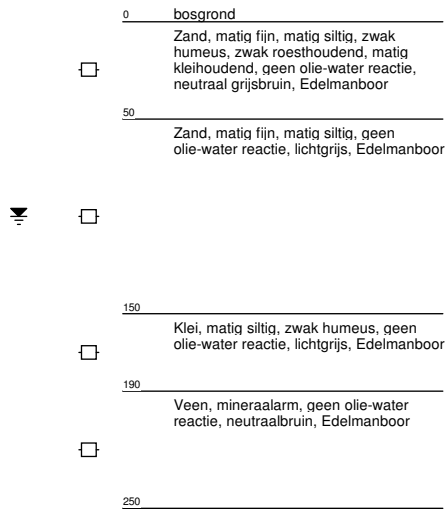 0 bosgrond
Zand, matig fijn, matig siltig, zwak
humeus, zwak roesthoudend, matig
kleihoudend, geen olie-water reactie,
neutraal grijsbruin, Edelmanboor
50
Zand, matig fijn, matig siltig, geen
olie-water reactie, lichtgrijs, Edelmanboor
150
Klei, matig siltig, zwak humeus, geen
olie-water reactie, lichtgrijs, Edelmanboor
190
Veen, mineraalarm, geen olie-water
reactie, neutraalbruin, Edelmanboor
250